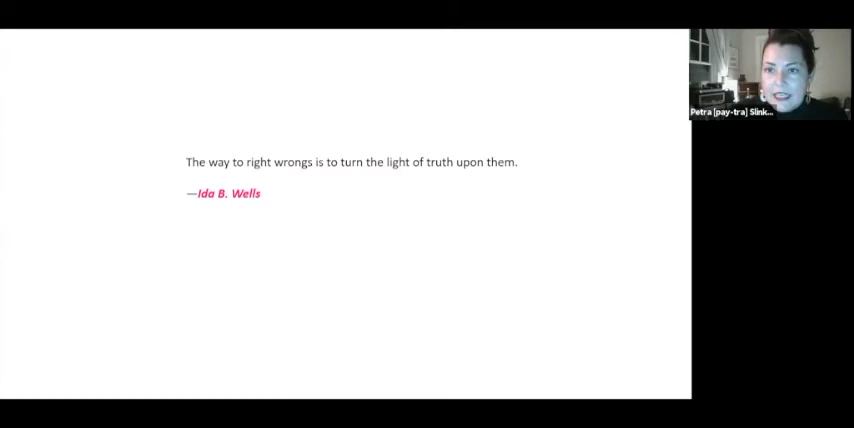 The way to right wrongs is to turn the light of truth upon them.
—Ida B. Wells
Petra [pay-tra] Slink...